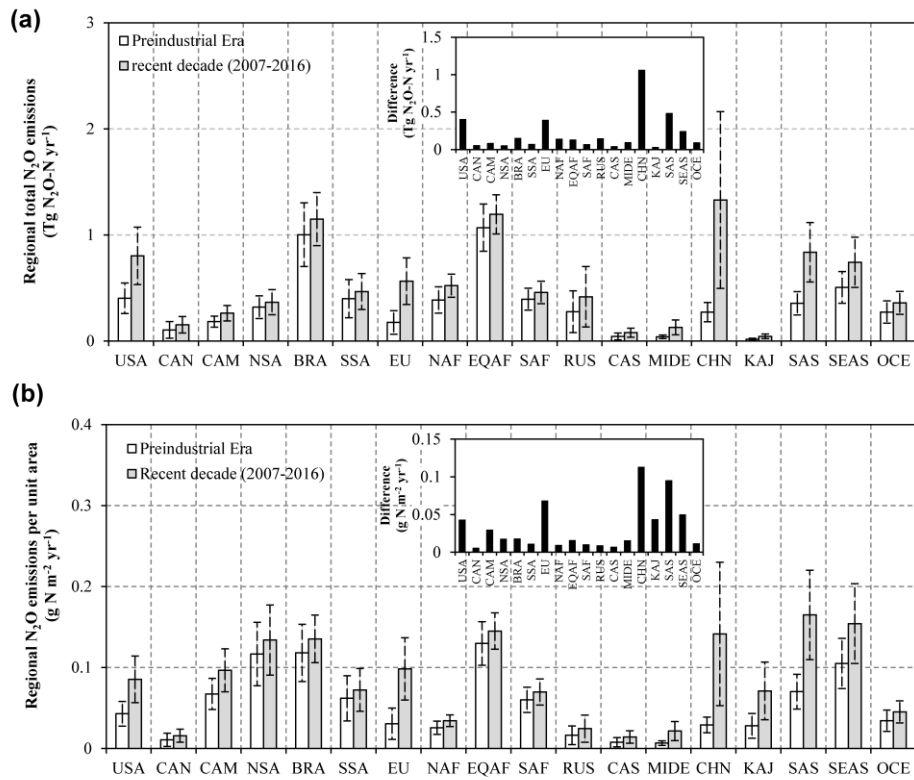 (a)
3
2
1
0
Regional total N₂O emissions
(Tg N₂O-N yr⁻¹)
Preindustrial Era
recent decade (2007-2016)
1.5
1
0.5
0
Difference
(Tg N₂O-N yr⁻¹)
USA CAN CAM NSA BRA SSA EU NAF EQAF SAF RUS CAS MIDE CHN KAJ SAS SEAS OCE
USA CAN CAM NSA BRA SSA EU NAF EQAF SAF RUS CAS MIDE CHN KAJ SAS SEAS OCE
(b)
0.4
0.3
0.2
0.1
0
Regional N₂O emissions per unit area
(g N m⁻² yr⁻¹)
Preindustrial Era
Recent decade (2007-2016)
0.15
0.1
0.05
0
Difference
(g N m⁻² yr⁻¹)
USA CAN CAM NSA BRA SSA EU NAF EQAF SAF RUS CAS MIDE CHN KAJ SAS SEAS OCE
USA CAN CAM NSA BRA SSA EU NAF EQAF SAF RUS CAS MIDE CHN KAJ SAS SEAS OCE